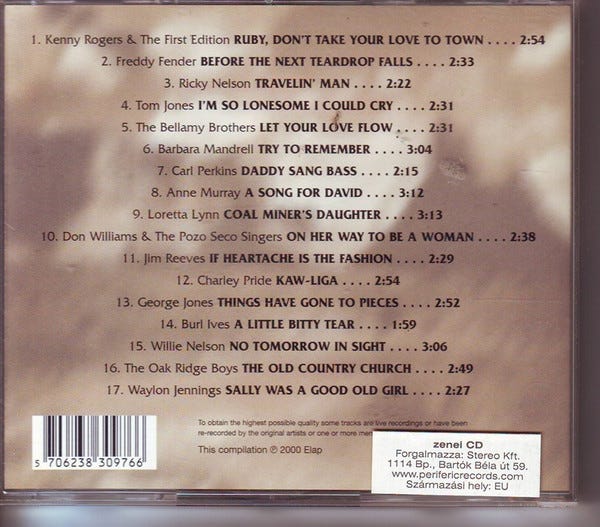 1. Kenny Rogers & The First Edition RUBY, DON'T TAKE YOUR LOVE TO TOWN . . . . 2:54
2. Freddy Fender BEFORE THE NEXT TEARDROP FALLS . . . . 2:33
3. Ricky Nelson TRAVELIN' MAN . . . . 2:22
4. Tom Jones I'M SO LONESOME I COULD CRY . . . . 2:31
5. The Bellamy Brothers LET YOUR LOVE FLOW . . . . 2:31
6. Barbara Mandrell TRY TO REMEMBER . . . . 3:04
7. Carl Perkins DADDY SANG BASS . . . . 2:15
8. Anne Murray A SONG FOR DAVID . . . . 3:12
9. Loretta Lynn COAL MINER'S DAUGHTER . . . . 3:13
10. Don Williams & The Pozo Seco Singers ON HER WAY TO BE A WOMAN . . . . 2:38
11. Jim Reeves IF HEARTACHE IS THE FASHION . . . . 2:29
12. Charley Pride KAW-LIGA . . . . 2:54
13. George Jones THINGS HAVE GONE TO PIECES . . . . 2:52
14. Burl Ives A LITTLE BITTY TEAR . . . . 1:59
15. Willie Nelson NO TOMORROW IN SIGHT . . . . 3:06
16. The Oak Ridge Boys THE OLD COUNTRY CHURCH . . . . 2:49
17. Waylon Jennings SALLY WAS A GOOD OLD GIRL . . . . 2:27
To obtain the highest possible quality some tracks are live recordings or have been
re-recorded by the original artists or one or more
This compilation ℗ 2000 Elap
5 706238 309766
zenei CD
Forgalmazza: Stereo Kft.
1114 Bp., Bartók Béla út 59.
www.perifericrecords.com
Származási hely: EU